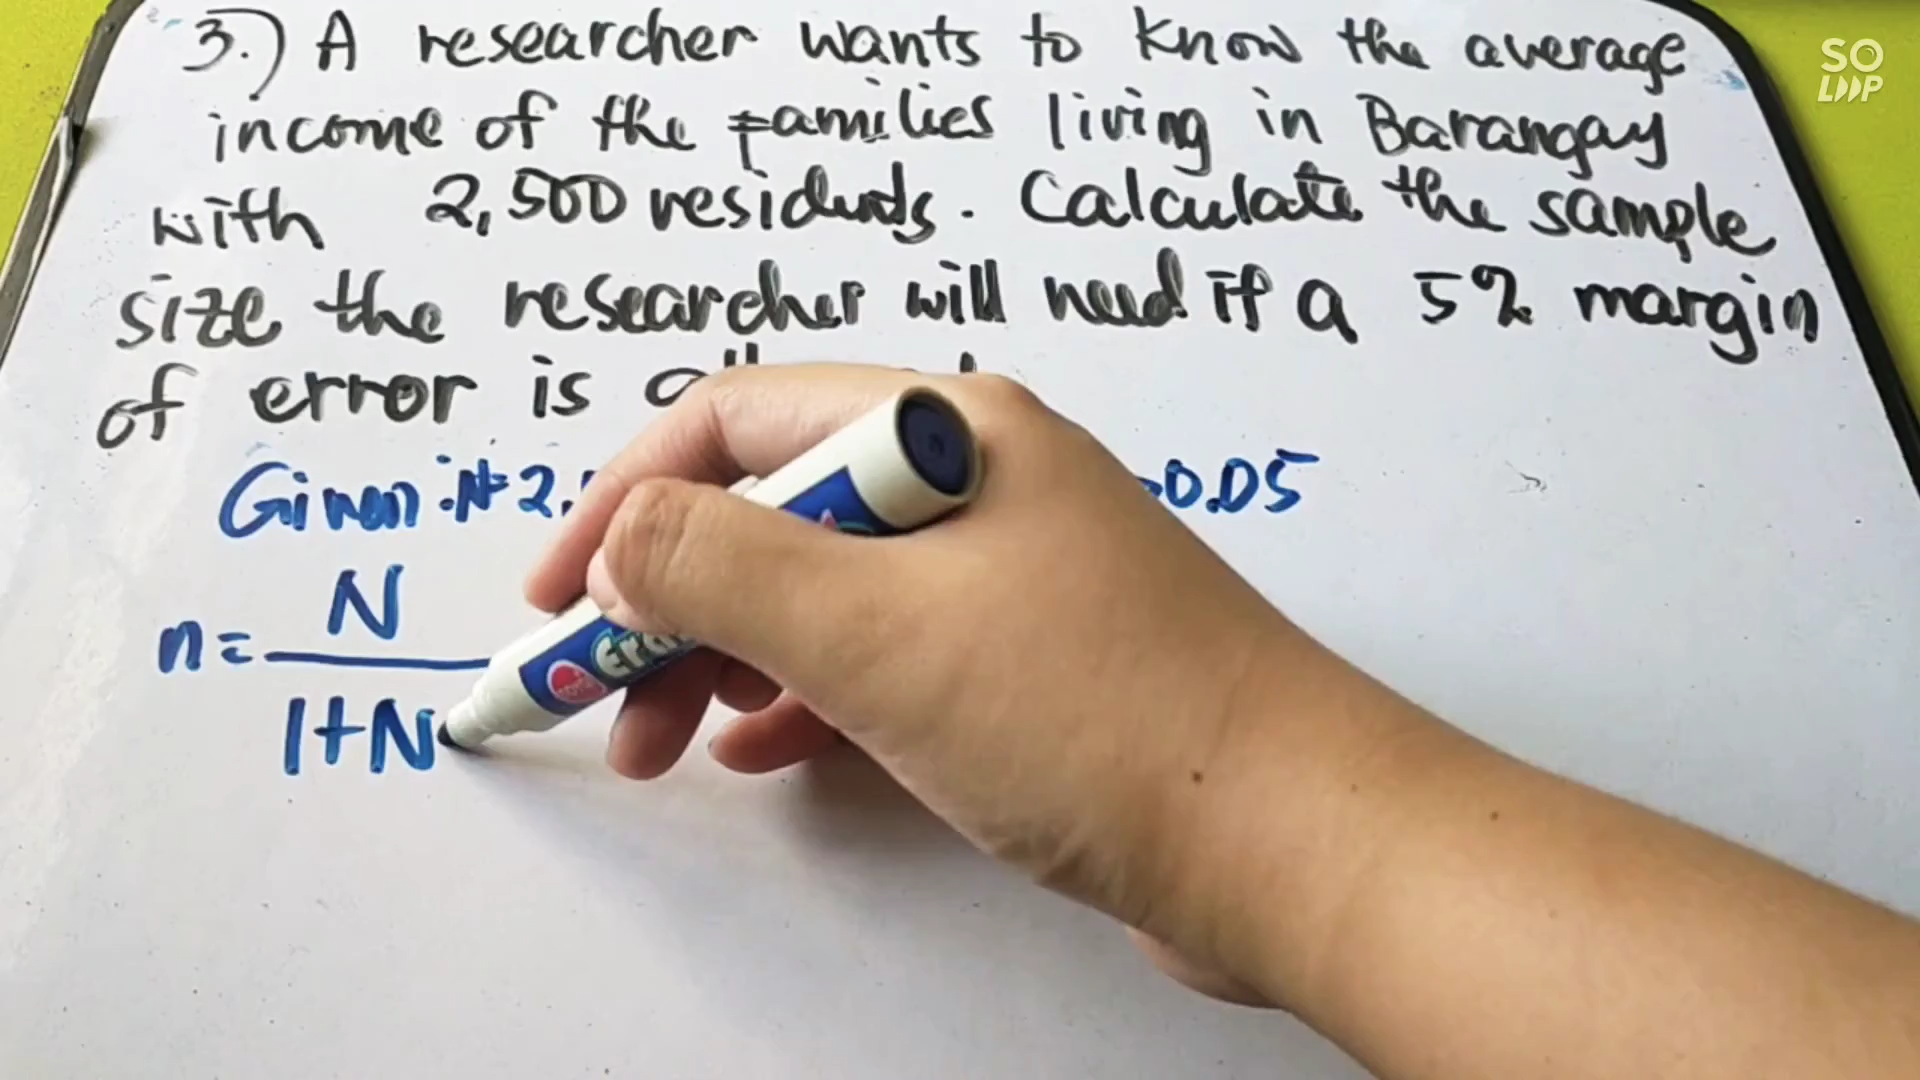 3.) A researcher wants to know the average
income of the families living in Barangay
with 2,500 residents. Calculate the sample
size the researcher will need if a 5% margin
of error is
Given: N=2, 0.05
N
n=
1+N
SO
LOOP